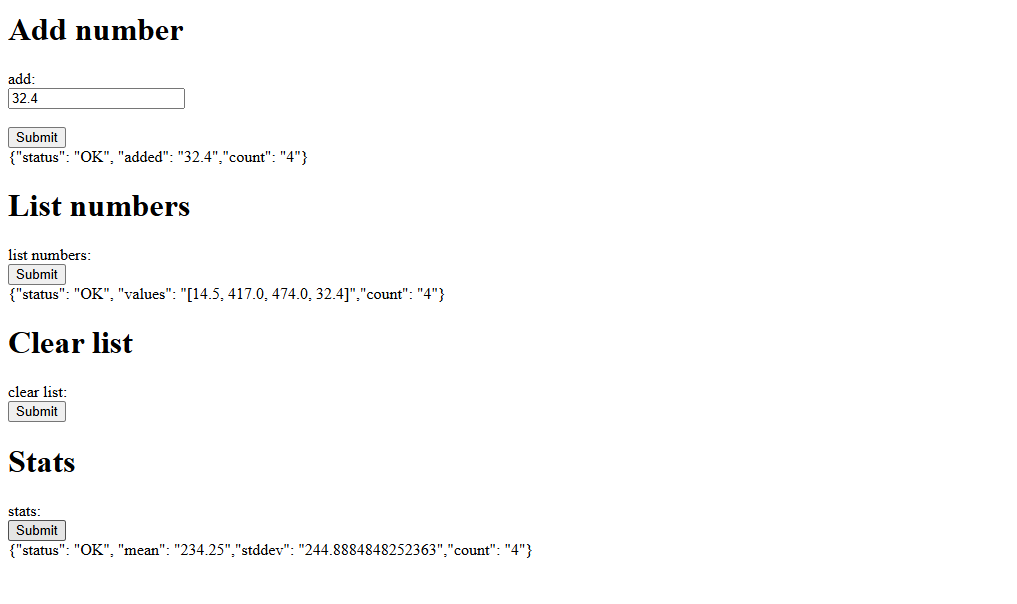 Add number
add:
32.4
Submit
{"status": "OK", "added": "32.4","count": "4"}
List numbers
list numbers:
Submit
{"status": "OK", "values": "[14.5, 417.0, 474.0, 32.4]","count": "4"}
Clear list
clear list:
Submit
Stats
stats:
Submit
{"status": "OK", "mean": "234.25","stddev": "244.8884848252363","count": "4"}